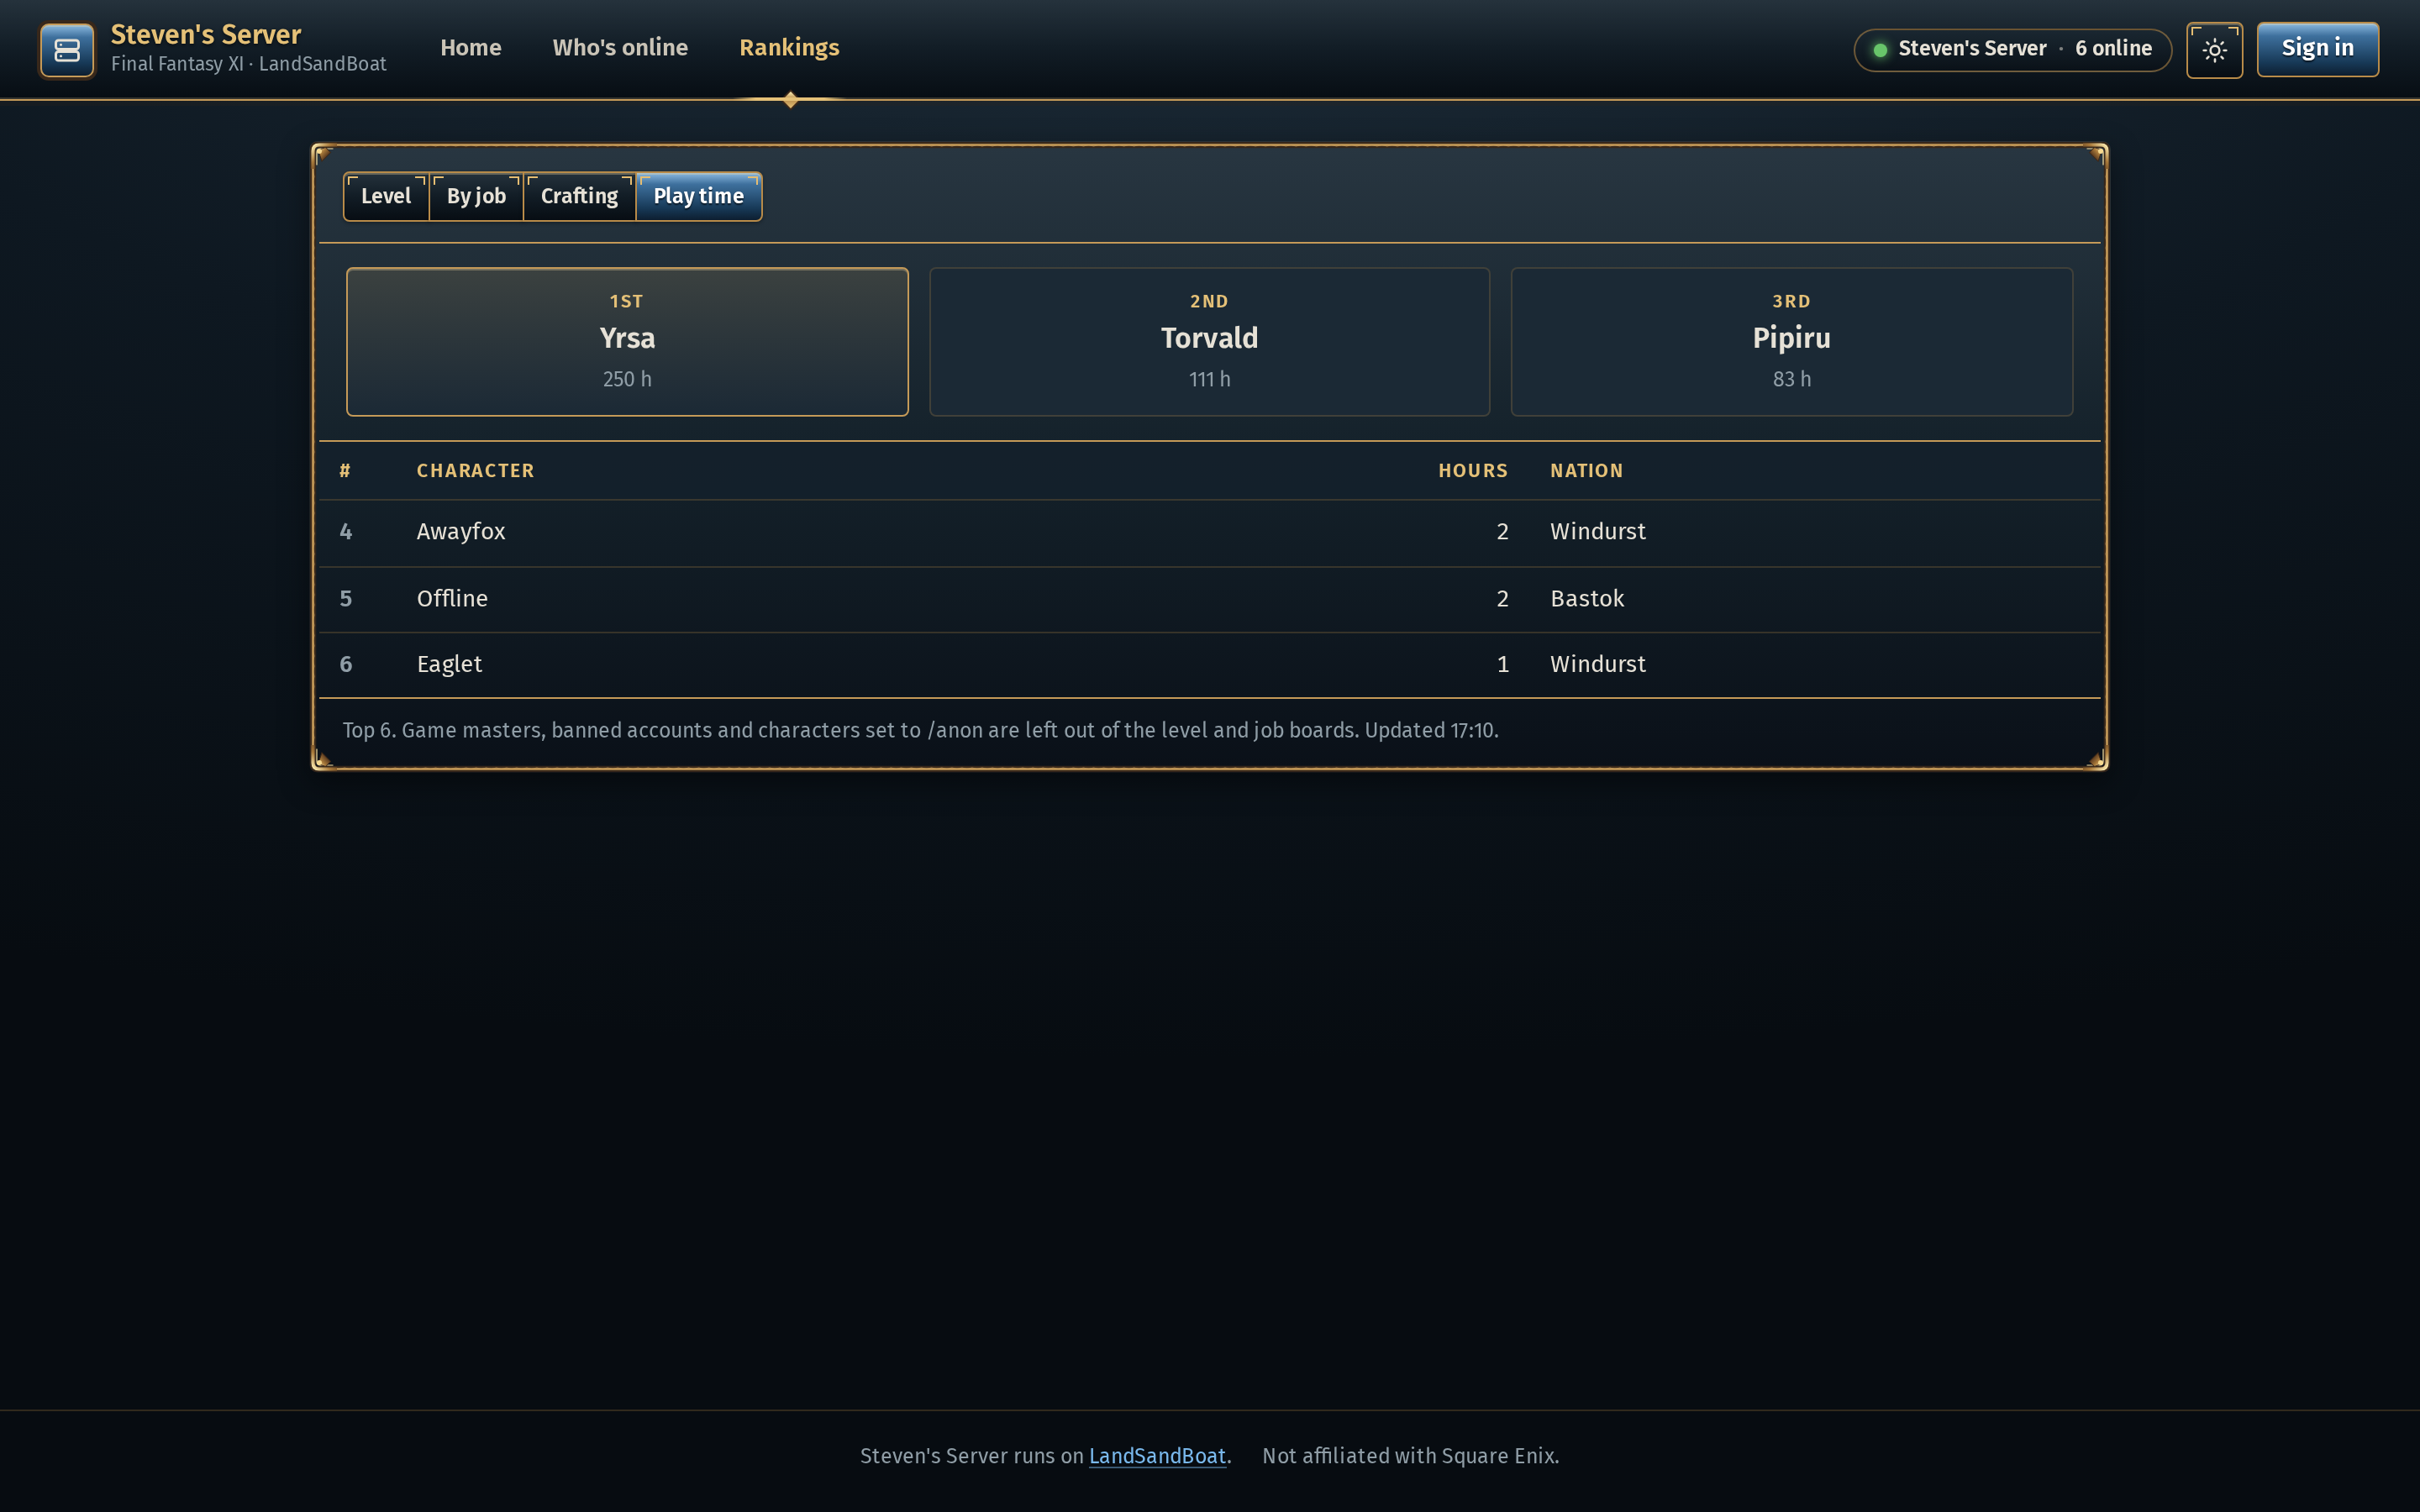 Steven's Server
Final Fantasy XI · LandSandBoat
Home
Who's online
Rankings
Steven's Server · 6 online
Sign in
Level
By job
Crafting
Play time
1ST
Yrsa
250 h
2ND
Torvald
111 h
3RD
Pipiru
83 h
# CHARACTER HOURS NATION
4 Awayfox 2 Windurst
5 Offline 2 Bastok
6 Eaglet 1 Windurst
Top 6. Game masters, banned accounts and characters set to /anon are left out of the level and job boards. Updated 17:10.
Steven's Server runs on LandSandBoat. Not affiliated with Square Enix.